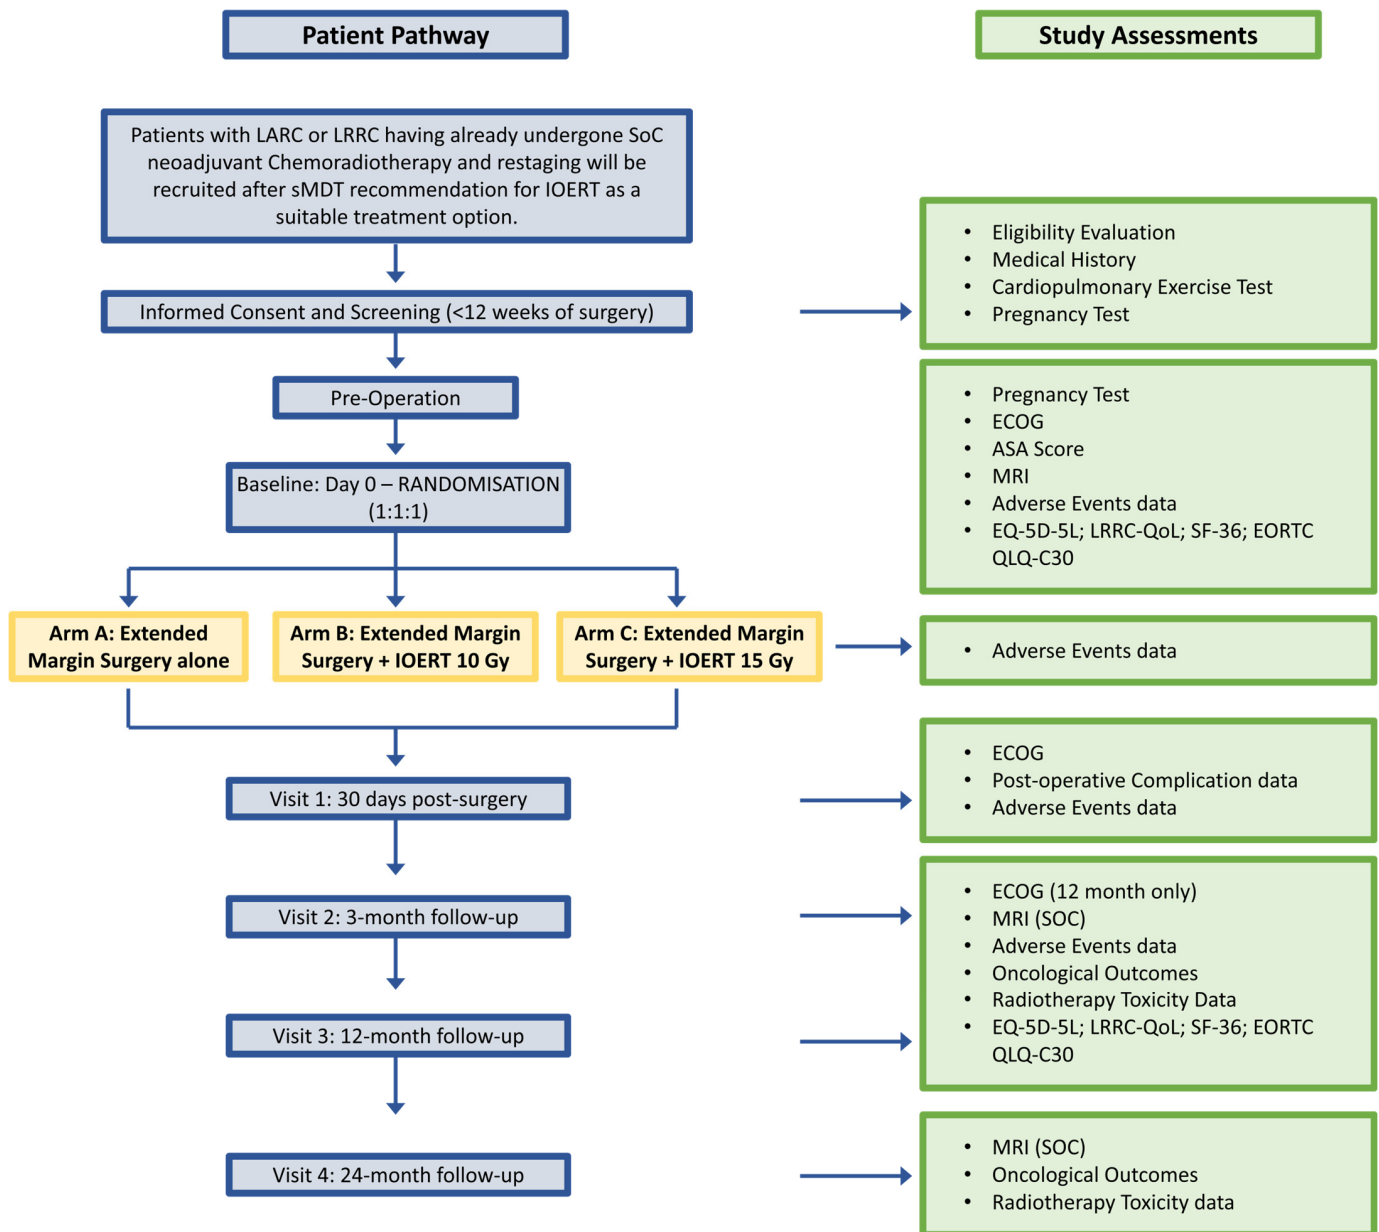 Patient Pathway
Study Assessments
Patients with LARC or LRRC having already undergone SoC
neoadjuvant Chemoradiotherapy and restaging will be
recruited after sMDT recommendation for IOERT as a
suitable treatment option.
• Eligibility Evaluation
• Medical History
• Cardiopulmonary Exercise Test
• Pregnancy Test
Informed Consent and Screening (<12 weeks of surgery)
Pre-Operation
• Pregnancy Test
• ECOG
• ASA Score
• MRI
• Adverse Events data
• EQ-5D-5L; LRRC-QoL; SF-36; EORTC
QLQ-C30
Baseline: Day 0 – RANDOMISATION
(1:1:1)
Arm A: Extended
Margin Surgery alone
Arm B: Extended Margin
Surgery + IOERT 10 Gy
Arm C: Extended Margin
Surgery + IOERT 15 Gy
• Adverse Events data
Visit 1: 30 days post-surgery
• ECOG
• Post-operative Complication data
• Adverse Events data
Visit 2: 3-month follow-up
• ECOG (12 month only)
• MRI (SOC)
• Adverse Events data
• Oncological Outcomes
• Radiotherapy Toxicity Data
• EQ-5D-5L; LRRC-QoL; SF-36; EORTC
QLQ-C30
Visit 3: 12-month follow-up
Visit 4: 24-month follow-up
• MRI (SOC)
• Oncological Outcomes
• Radiotherapy Toxicity data